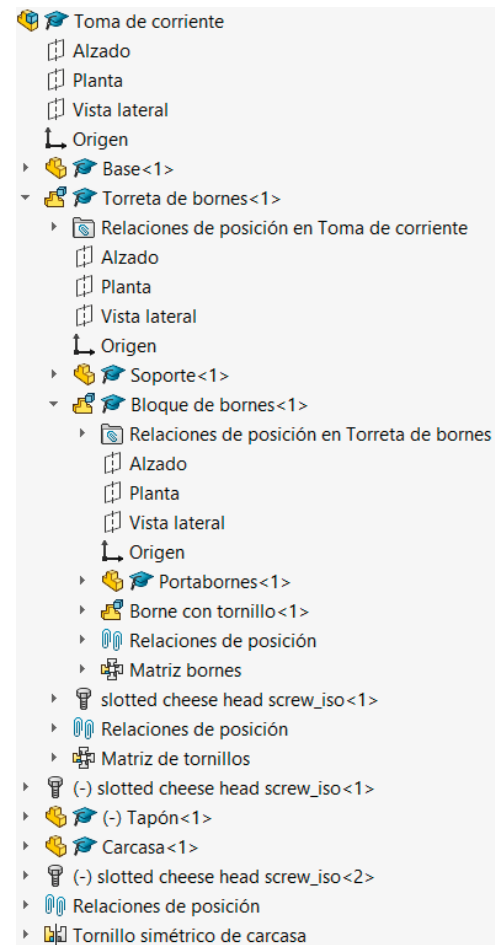 Toma de corriente
Alzado
Planta
Vista lateral
Origen
Base<1>
Torreta de bornes<1>
Relaciones de posición en Toma de corriente
Alzado
Planta
Vista lateral
Origen
Soporte<1>
Bloque de bornes<1>
Relaciones de posición en Torreta de bornes
Alzado
Planta
Vista lateral
Origen
Portabornes<1>
Borne con tornillo<1>
Relaciones de posición
Matriz bornes
slotted cheese head screw_iso<1>
Relaciones de posición
Matriz de tornillos
(-) slotted cheese head screw_iso<1>
(-) Tapón<1>
Carcasa<1>
(-) slotted cheese head screw_iso<2>
Relaciones de posición
Tornillo simétrico de carcasa